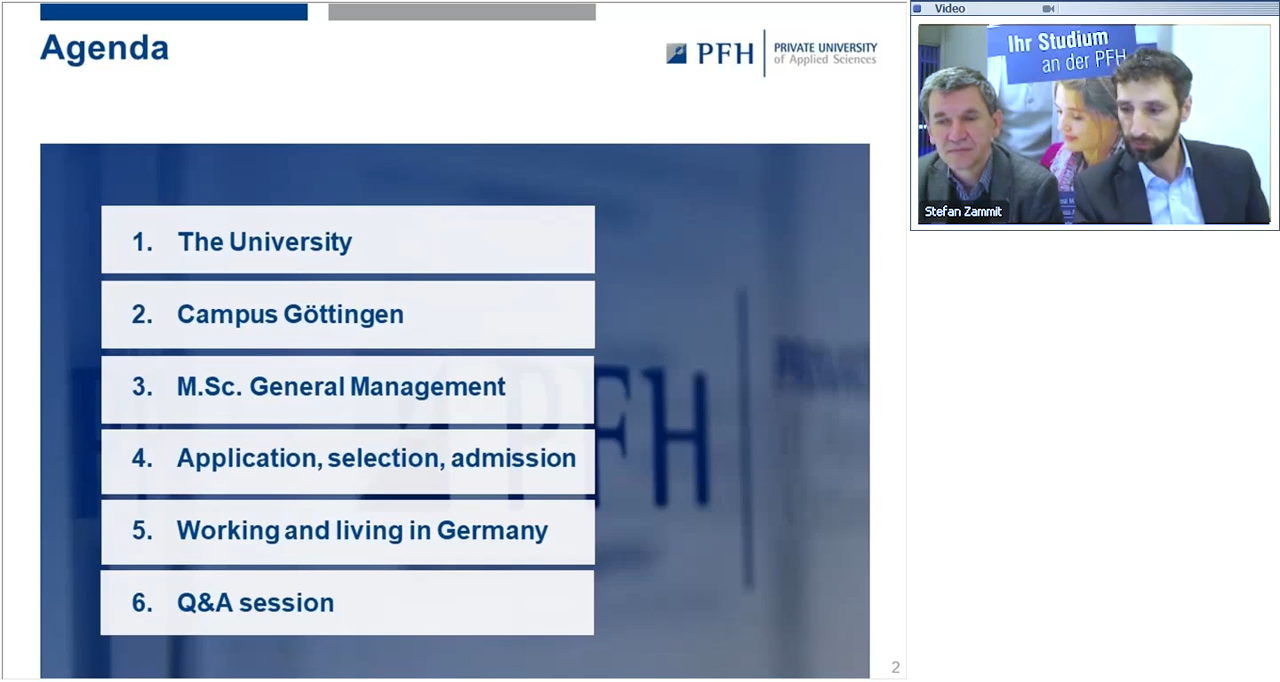 Agenda
PFH
PRIVATE UNIVERSITY
of Applied Sciences
1. The University
2. Campus Göttingen
3. M.Sc. General Management
4. Application, selection, admission
5. Working and living in Germany
6. Q&A session
PFH
2
Video
Ihr Studium
an der PFH
Stefan Zammit